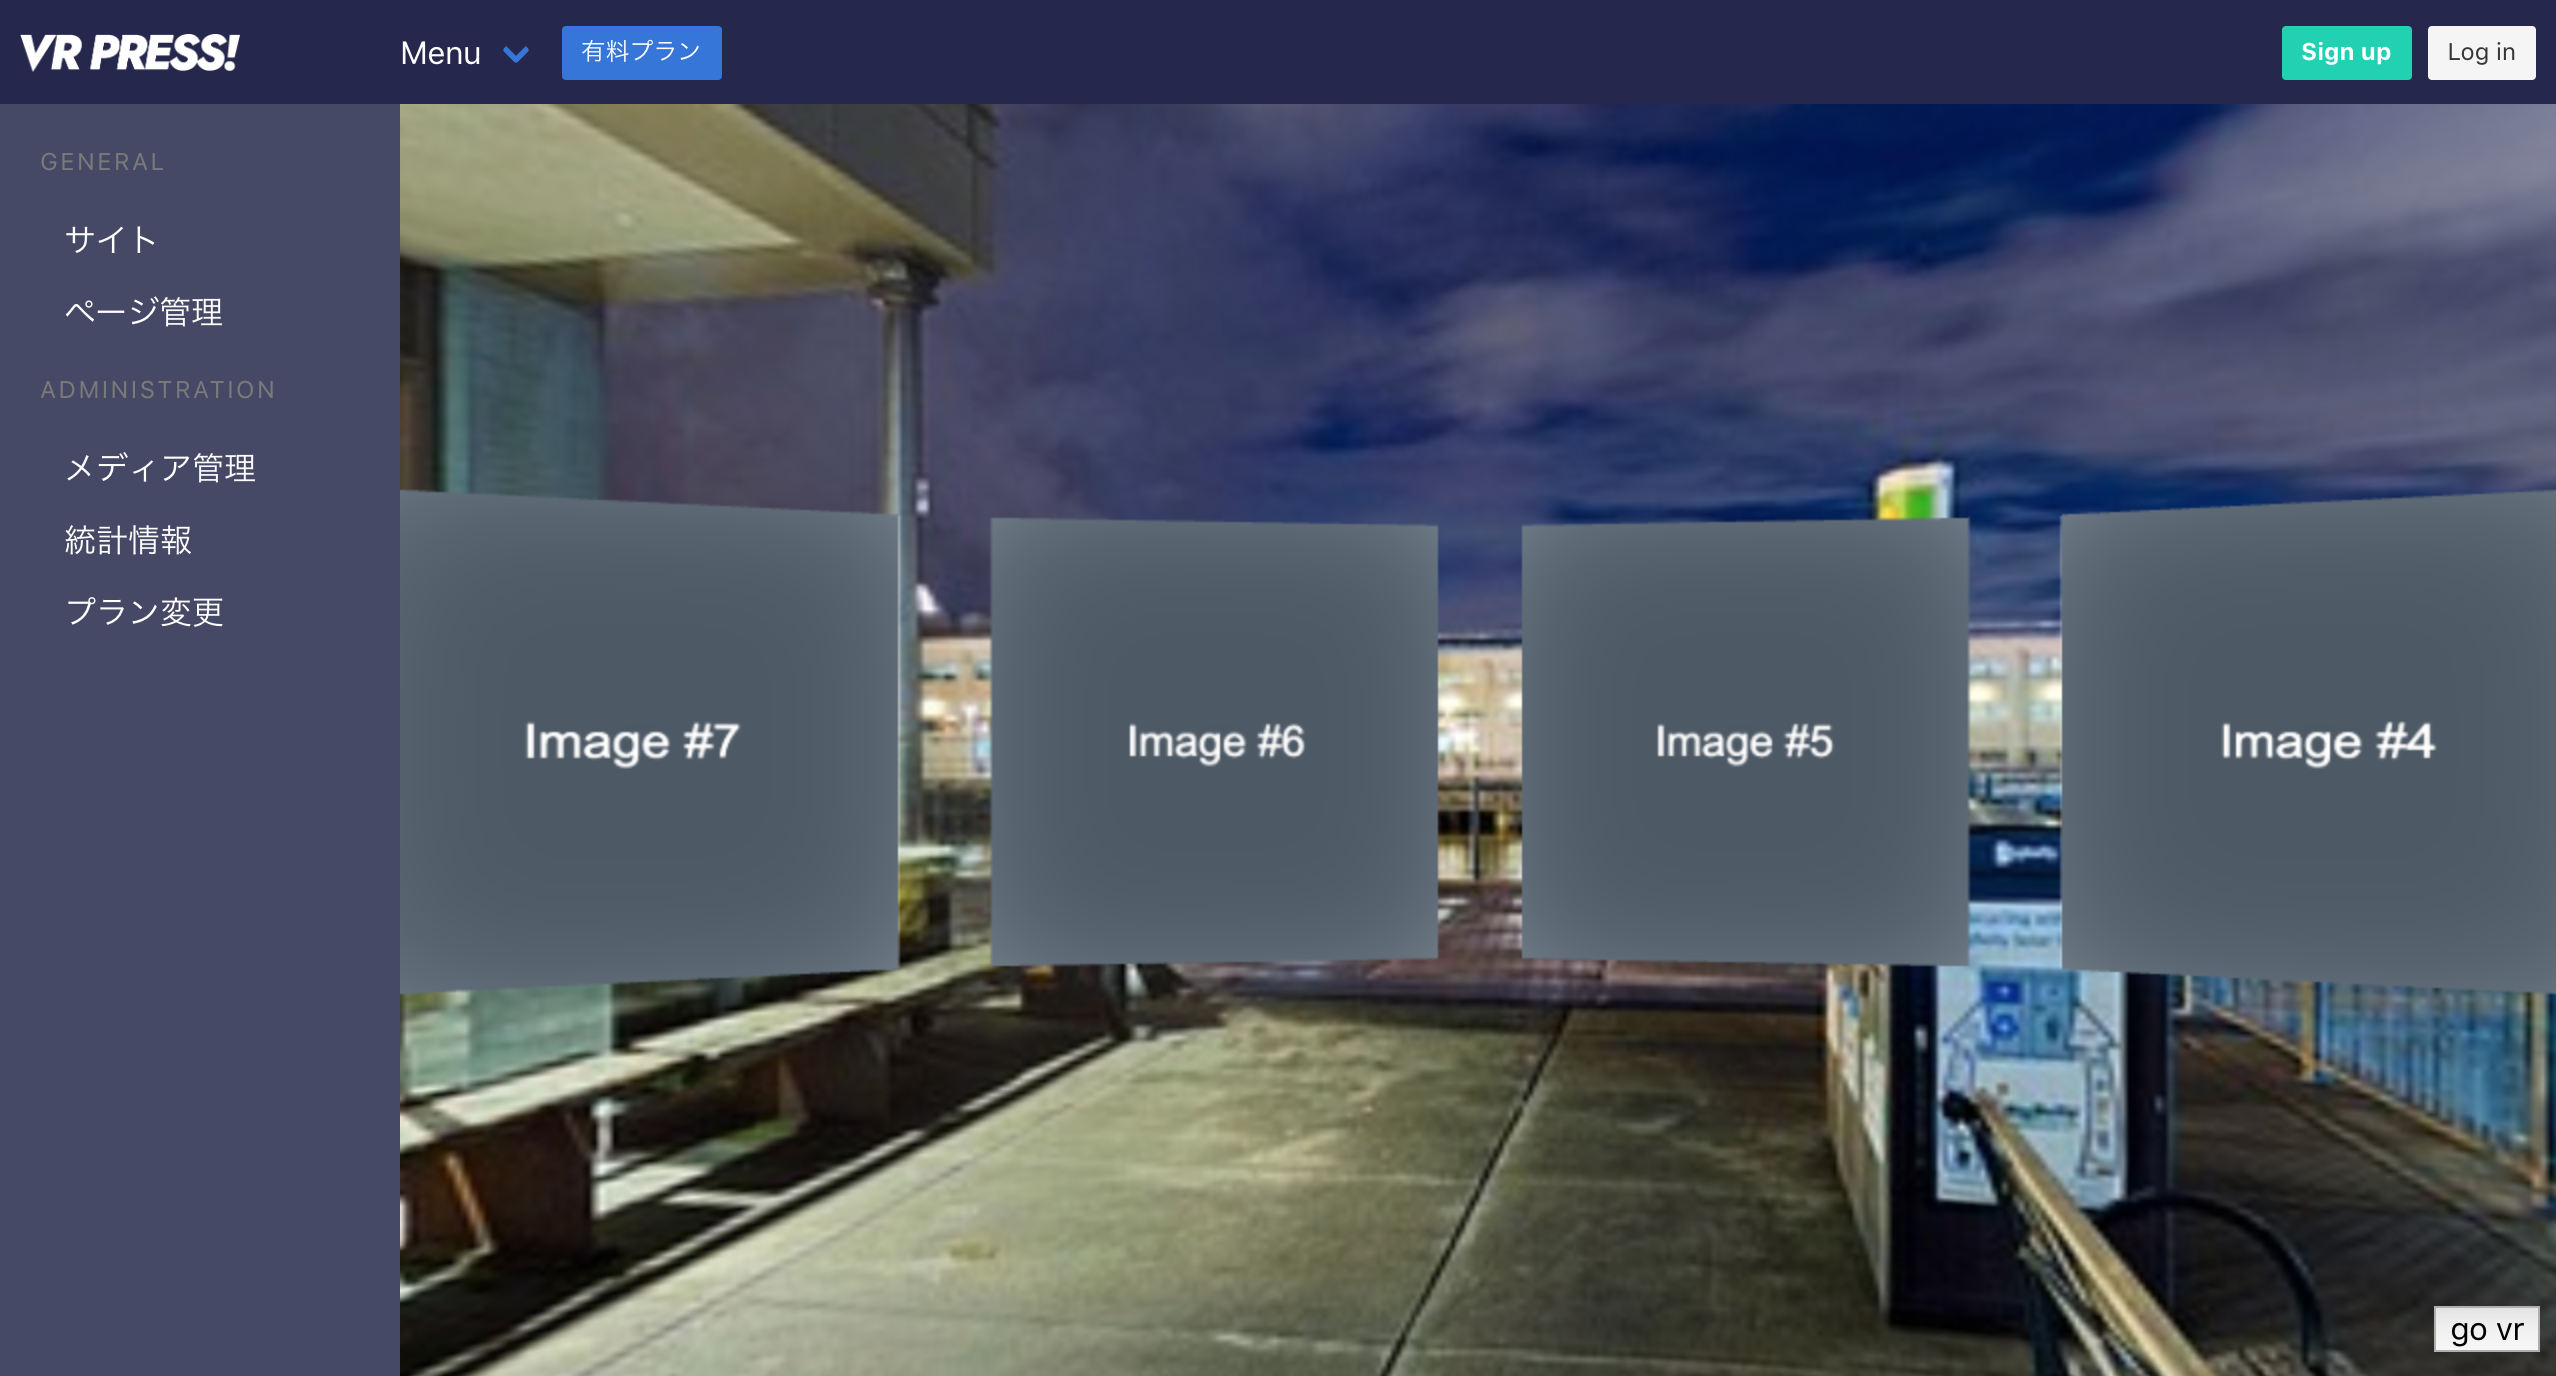 VR PRESS!
Menu
有料プラン
Sign up
Log in
GENERAL
サイト
ページ管理
ADMINISTRATION
メディア管理
統計情報
プラン変更
Image #7
Image #6
Image #5
Image #4
go vr